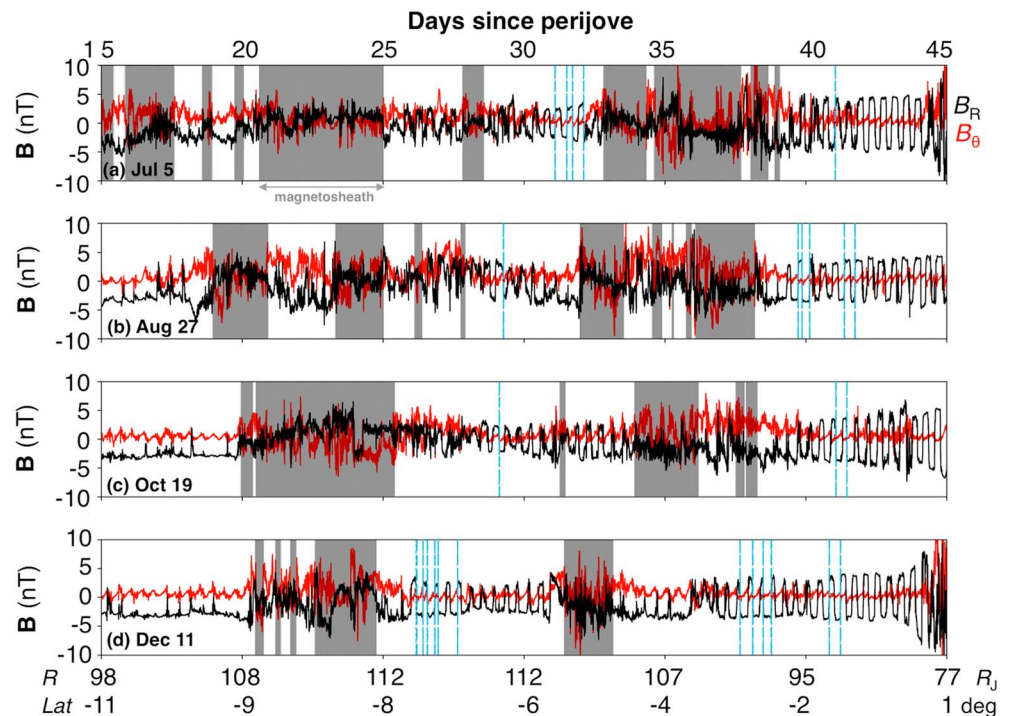 Days since perijove
15 20 25 30 35 40 45
10
5
0
-5
-10
B (nT)
(a) Jul 5
magnetosheath
B_R
B_θ
10
5
0
-5
-10
B (nT)
(b) Aug 27
10
5
0
-5
-10
B (nT)
(c) Oct 19
10
5
0
-5
-10
B (nT)
(d) Dec 11
R 98 108 112 112 107 95 77 R_J
Lat -11 -9 -8 -6 -4 -2 1 deg